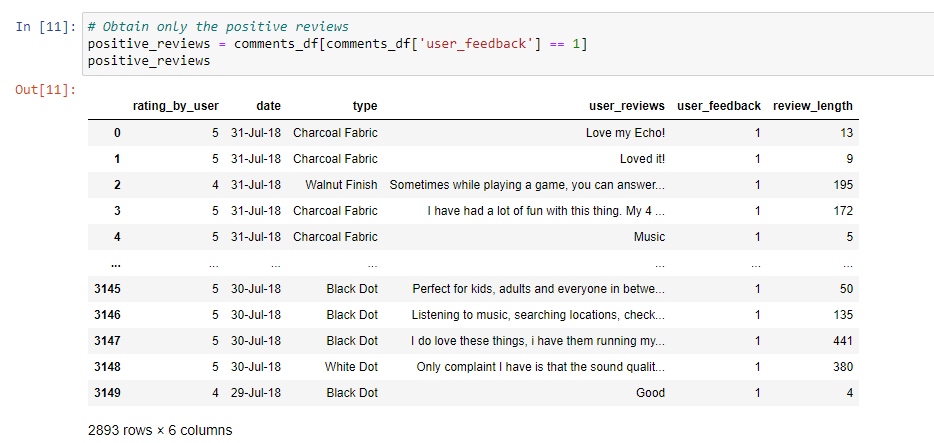 In [11]: # Obtain only the positive reviews
positive_reviews = comments_df[comments_df['user_feedback'] == 1]
positive_reviews
Out[11]:
rating_by_user date type user_reviews user_feedback review_length
0 5 31-Jul-18 Charcoal Fabric Love my Echo! 1 13
1 5 31-Jul-18 Charcoal Fabric Loved it! 1 9
2 4 31-Jul-18 Walnut Finish Sometimes while playing a game, you can answer... 1 195
3 5 31-Jul-18 Charcoal Fabric I have had a lot of fun with this thing. My 4 ... 1 172
4 5 31-Jul-18 Charcoal Fabric Music 1 5
... ... ... ... ... ... ...
3145 5 30-Jul-18 Black Dot Perfect for kids, adults and everyone in betwe... 1 50
3146 5 30-Jul-18 Black Dot Listening to music, searching locations, check... 1 135
3147 5 30-Jul-18 Black Dot I do love these things, i have them running my... 1 441
3148 5 30-Jul-18 White Dot Only complaint I have is that the sound qualit... 1 380
3149 4 29-Jul-18 Black Dot Good 1 4
2893 rows × 6 columns